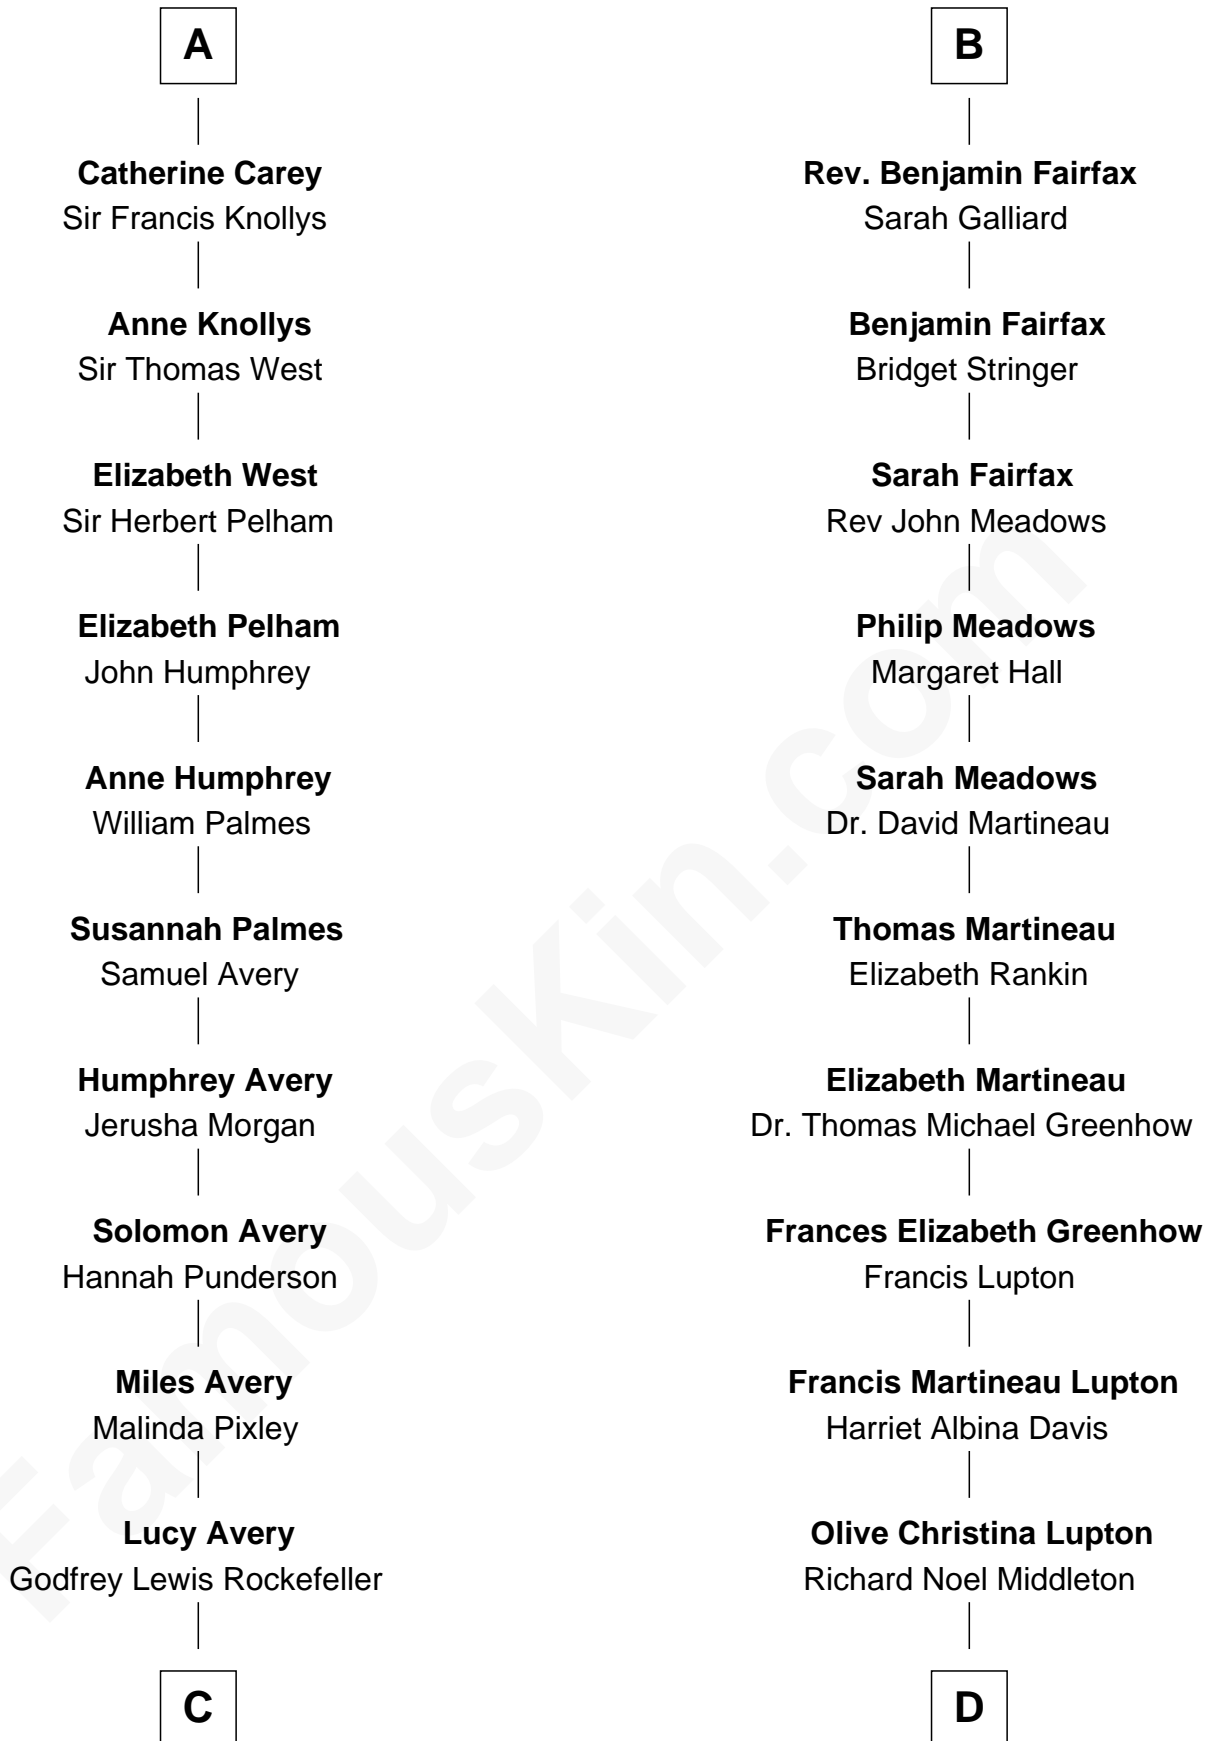 A
Catherine Carey
Sir Francis Knollys
Anne Knollys
Sir Thomas West
Elizabeth West
Sir Herbert Pelham
Elizabeth Pelham
John Humphrey
Anne Humphrey
William Palmes
Susannah Palmes
Samuel Avery
Humphrey Avery
Jerusha Morgan
Solomon Avery
Hannah Punderson
Miles Avery
Malinda Pixley
Lucy Avery
Godfrey Lewis Rockefeller
C
B
Rev. Benjamin Fairfax
Sarah Galliard
Benjamin Fairfax
Bridget Stringer
Sarah Fairfax
Rev John Meadows
Philip Meadows
Margaret Hall
Sarah Meadows
Dr. David Martineau
Thomas Martineau
Elizabeth Rankin
Elizabeth Martineau
Dr. Thomas Michael Greenhow
Frances Elizabeth Greenhow
Francis Lupton
Francis Martineau Lupton
Harriet Albina Davis
Olive Christina Lupton
Richard Noel Middleton
D
FamousKin.com